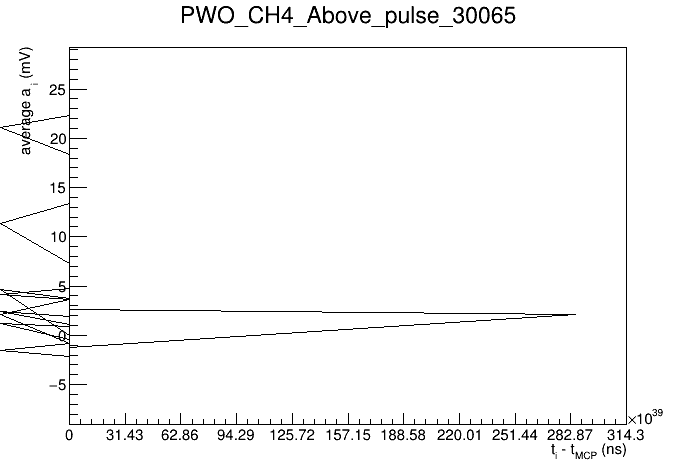 PWO_CH4_Above_pulse_30065
average a_i (mV)
25
20
15
10
5
0
−5
0 31.43 62.86 94.29 125.72 157.15 188.58 220.01 251.44 282.87 314.3
×10^39
t_i - t_MCP (ns)